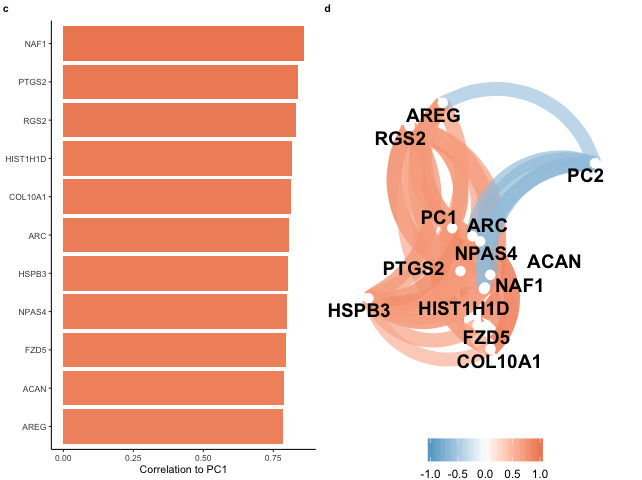 c
NAF1
PTGS2
RGS2
HIST1H1D
COL10A1
ARC
HSPB3
NPAS4
FZD5
ACAN
AREG
0.00 0.25 0.50 0.75
Correlation to PC1
d
AREG
RGS2
PC2
PC1 ARC
NPAS4
ACAN
PTGS2
NAF1
HSPB3
HIST1H1D
FZD5
COL10A1
-1.0 -0.5 0.0 0.5 1.0